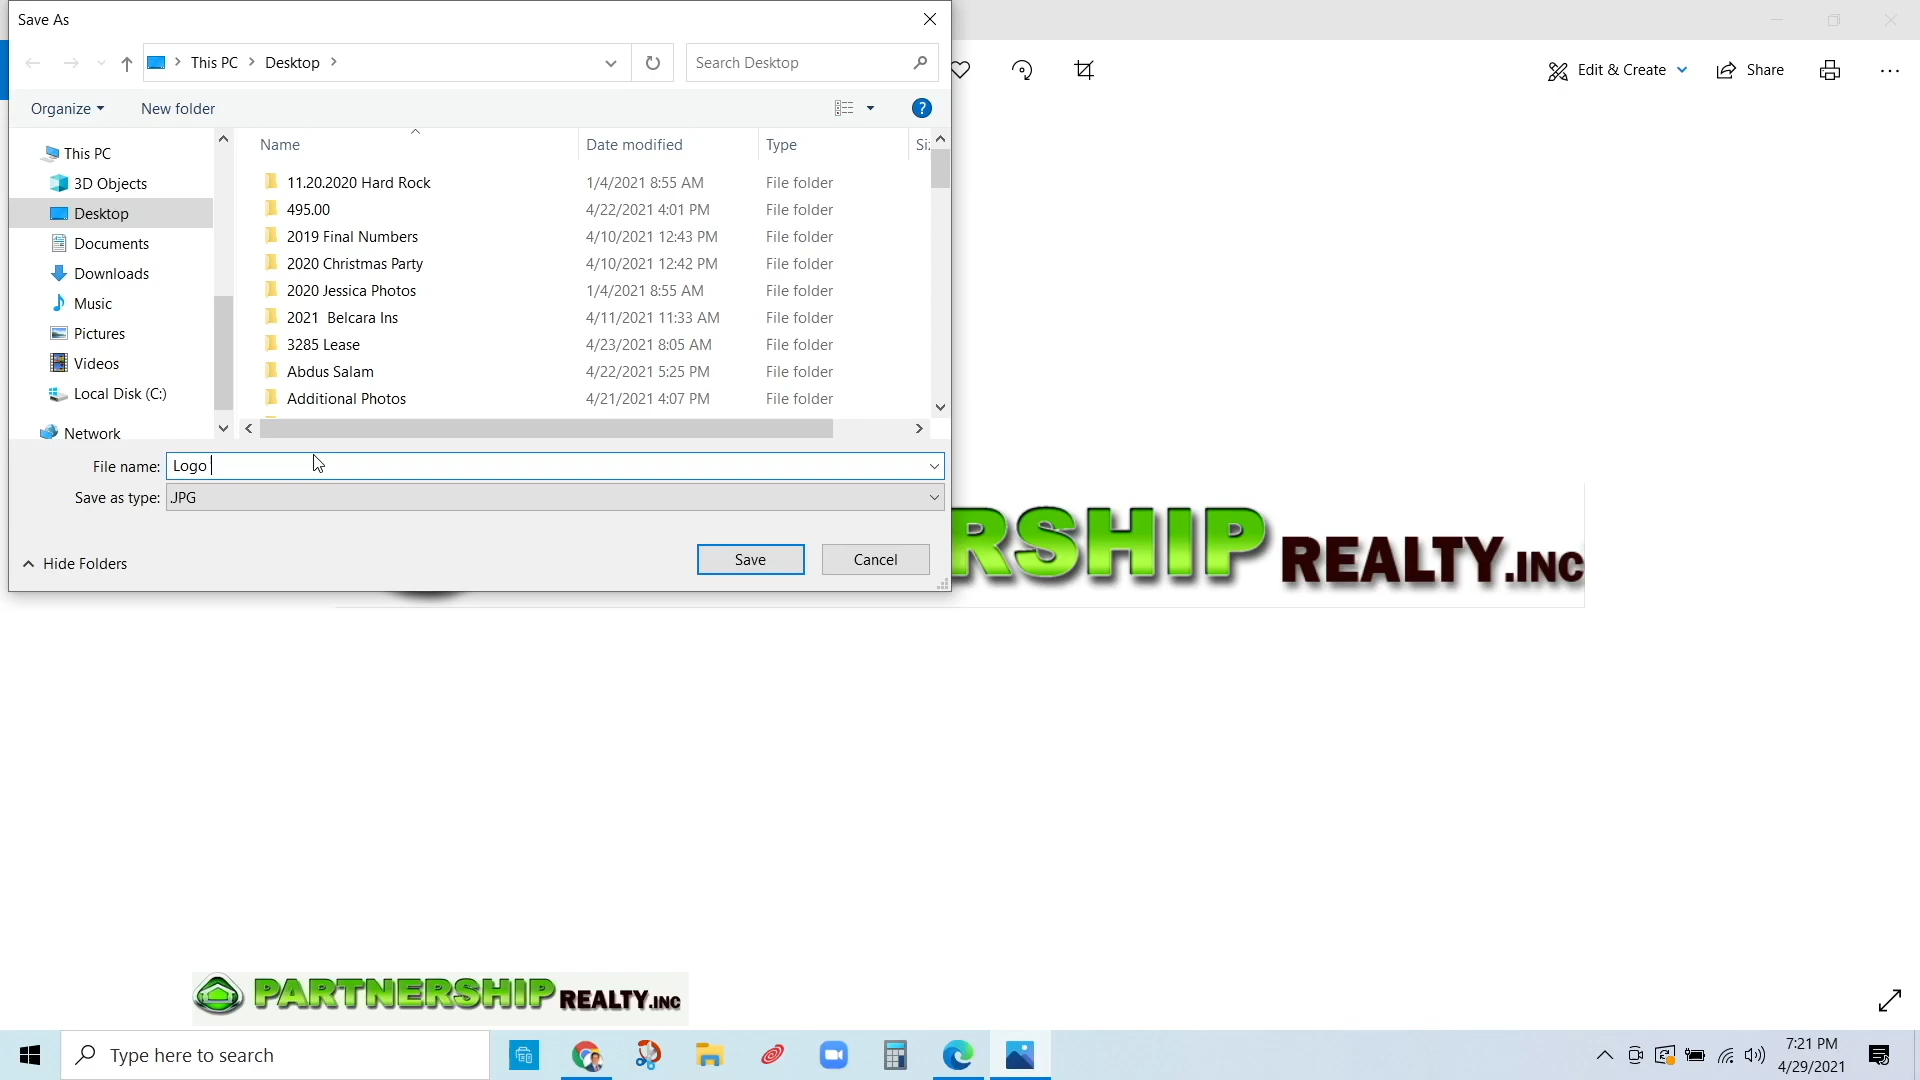 Save As
This PC > Desktop >
Search Desktop
Edit & Create
Share
Organize
New folder
Name
Date modified
Type
This PC
3D Objects
Desktop
Documents
Downloads
Music
Pictures
Videos
Local Disk (C:)
Network
11.20.2020 Hard Rock 1/4/2021 8:55 AM File folder
495.00 4/22/2021 4:01 PM File folder
2019 Final Numbers 4/10/2021 12:43 PM File folder
2020 Christmas Party 4/10/2021 12:42 PM File folder
2020 Jessica Photos 1/4/2021 8:55 AM File folder
2021  Belcara Ins 4/11/2021 11:33 AM File folder
3285 Lease 4/23/2021 8:05 AM File folder
Abdus Salam 4/22/2021 5:25 PM File folder
Additional Photos 4/21/2021 4:07 PM File folder
File name: Logo
Save as type: JPG
Hide Folders
Save
Cancel
RSHIP REALTY.INC
PARTNERSHIP REALTY.INC
Type here to search
7:21 PM
4/29/2021